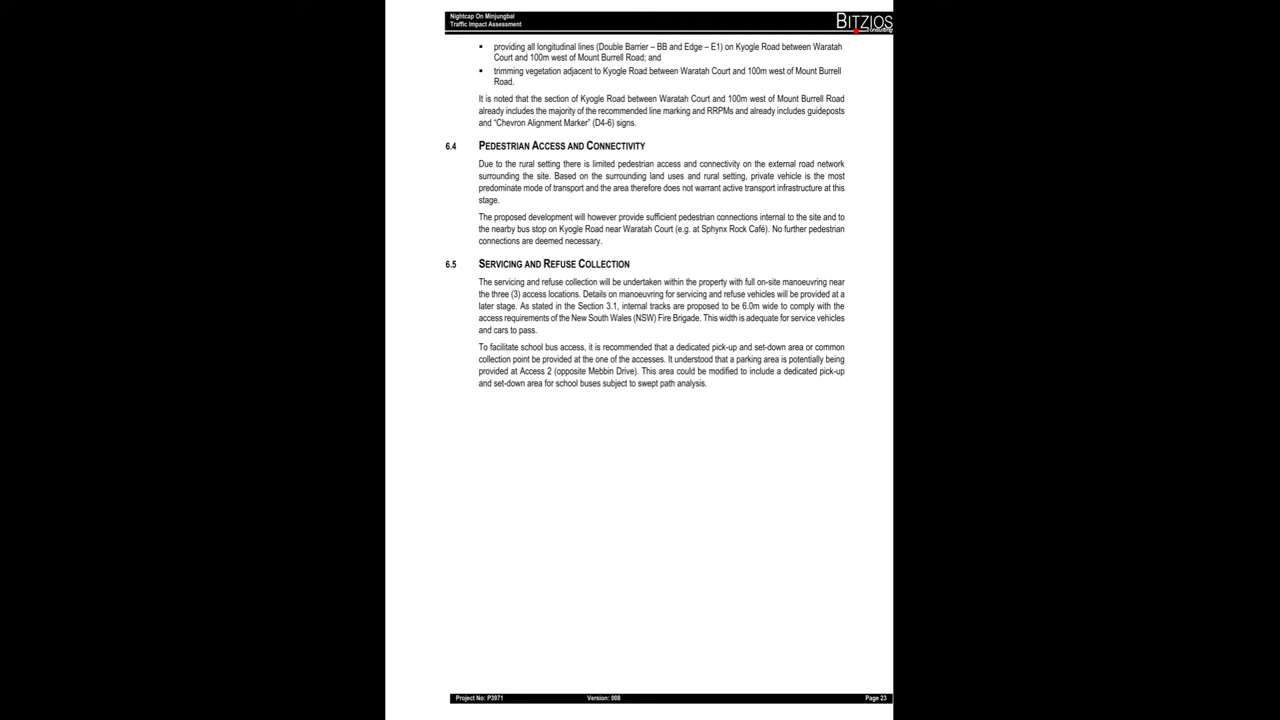 Nightcap On Minjungbal
Traffic Impact Assessment
BITZIOS
consulting
▪ providing all longitudinal lines (Double Barrier – BB and Edge – E1) on Kyogle Road between Waratah
Court and 100m west of Mount Burrell Road; and
▪ trimming vegetation adjacent to Kyogle Road between Waratah Court and 100m west of Mount Burrell
Road.
It is noted that the section of Kyogle Road between Waratah Court and 100m west of Mount Burrell Road
already includes the majority of the recommended line marking and RRPMs and already includes guideposts
and “Chevron Alignment Marker” (D4-6) signs.
6.4 PEDESTRIAN ACCESS AND CONNECTIVITY
Due to the rural setting there is limited pedestrian access and connectivity on the external road network
surrounding the site. Based on the surrounding land uses and rural setting, private vehicle is the most
predominate mode of transport and the area therefore does not warrant active transport infrastructure at this
stage.
The proposed development will however provide sufficient pedestrian connections internal to the site and to
the nearby bus stop on Kyogle Road near Waratah Court (e.g. at Sphynx Rock Café). No further pedestrian
connections are deemed necessary.
6.5 SERVICING AND REFUSE COLLECTION
The servicing and refuse collection will be undertaken within the property with full on-site manoeuvring near
the three (3) access locations. Details on manoeuvring for servicing and refuse vehicles will be provided at a
later stage. As stated in the Section 3.1, internal tracks are proposed to be 6.0m wide to comply with the
access requirements of the New South Wales (NSW) Fire Brigade. This width is adequate for service vehicles
and cars to pass.
To facilitate school bus access, it is recommended that a dedicated pick-up and set-down area or common
collection point be provided at the one of the accesses. It understood that a parking area is potentially being
provided at Access 2 (opposite Mebbin Drive). This area could be modified to include a dedicated pick-up
and set-down area for school buses subject to swept path analysis.
Project No: P3971 Version: 008 Page 23